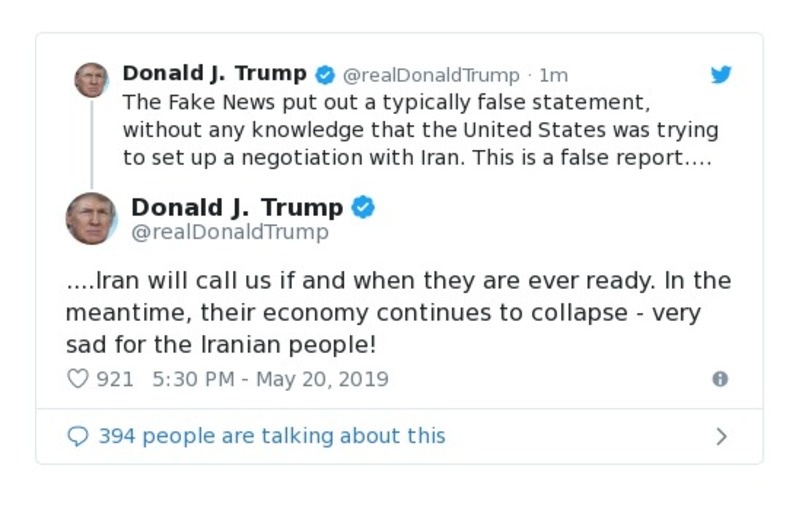 Donald J. Trump @realDonaldTrump · 1m
The Fake News put out a typically false statement,
without any knowledge that the United States was trying
to set up a negotiation with Iran. This is a false report....
Donald J. Trump
@realDonaldTrump
....Iran will call us if and when they are ever ready. In the
meantime, their economy continues to collapse - very
sad for the Iranian people!
921 5:30 PM - May 20, 2019
394 people are talking about this